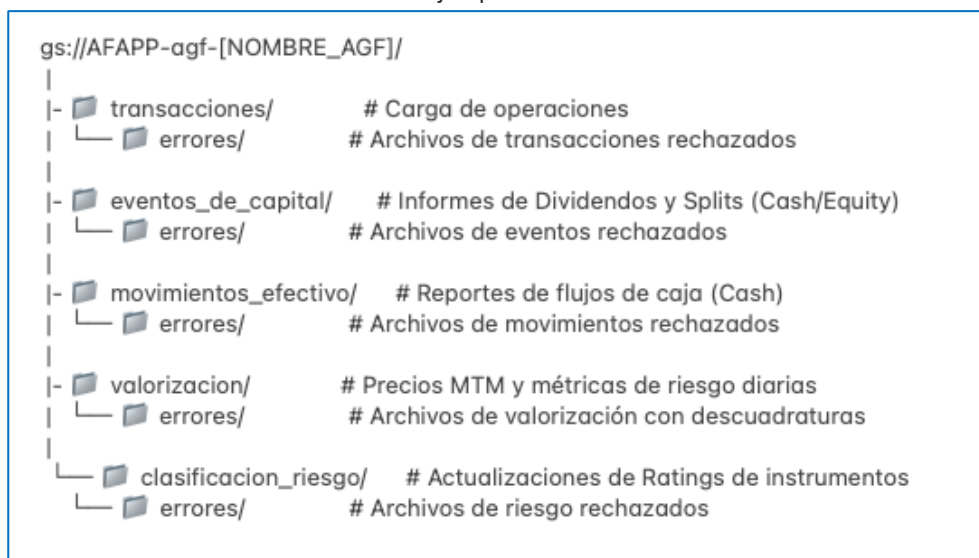 gs://AFAPP-agf-[NOMBRE_AGF]/
|
|- transacciones/ # Carga de operaciones
| └── errores/ # Archivos de transacciones rechazados
|
|- eventos_de_capital/ # Informes de Dividendos y Splits (Cash/Equity)
| └── errores/ # Archivos de eventos rechazados
|
|- movimientos_efectivo/ # Reportes de flujos de caja (Cash)
| └── errores/ # Archivos de movimientos rechazados
|
|- valorizacion/ # Precios MTM y métricas de riesgo diarias
| └── errores/ # Archivos de valorización con descuadraturas
|
└── clasificacion_riesgo/ # Actualizaciones de Ratings de instrumentos
└── errores/ # Archivos de riesgo rechazados